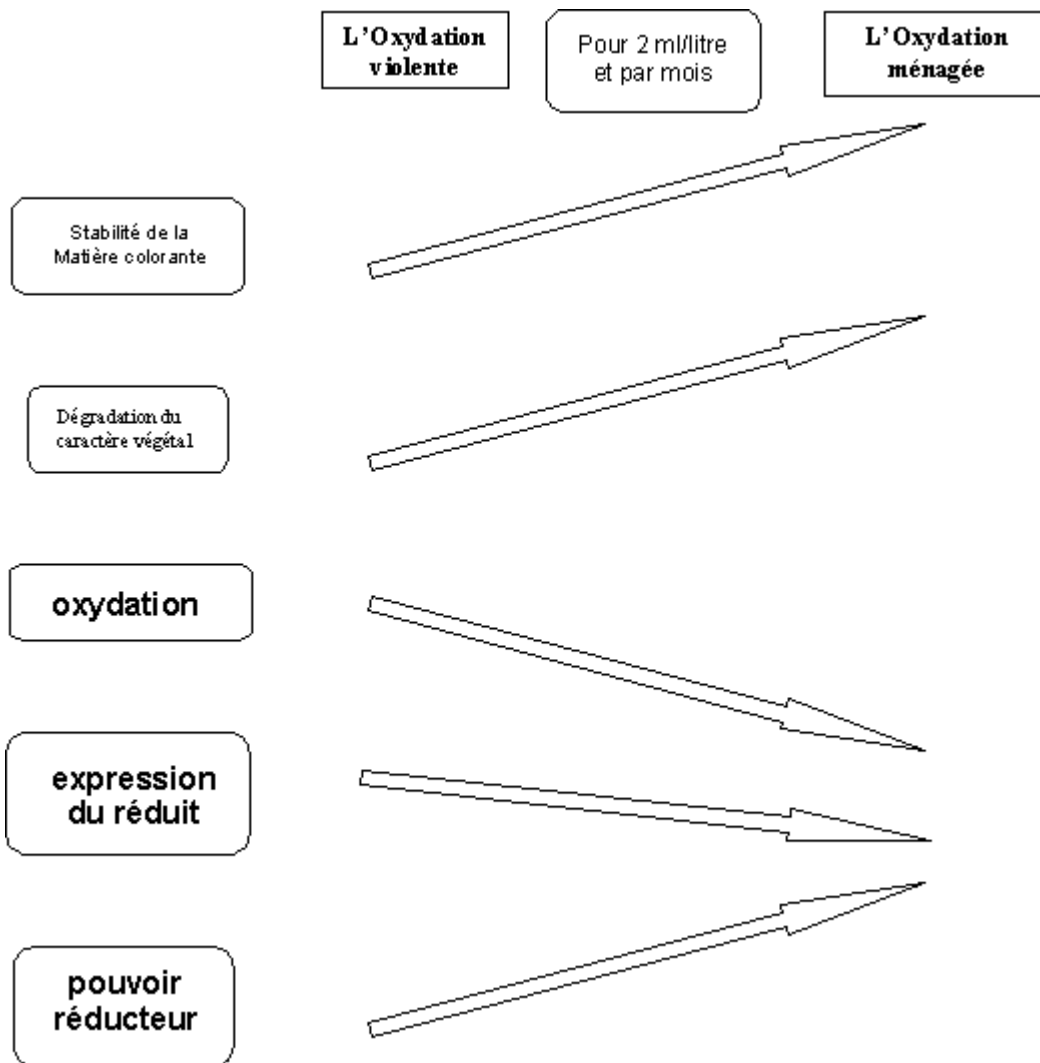 L'Oxydation
violente
Pour 2 ml/litre
et par mois
L'Oxydation
ménagée
Stabilité de la
Matière colorante
Dégradation du
caractère végétal
oxydation
expression
du réduit
pouvoir
réducteur